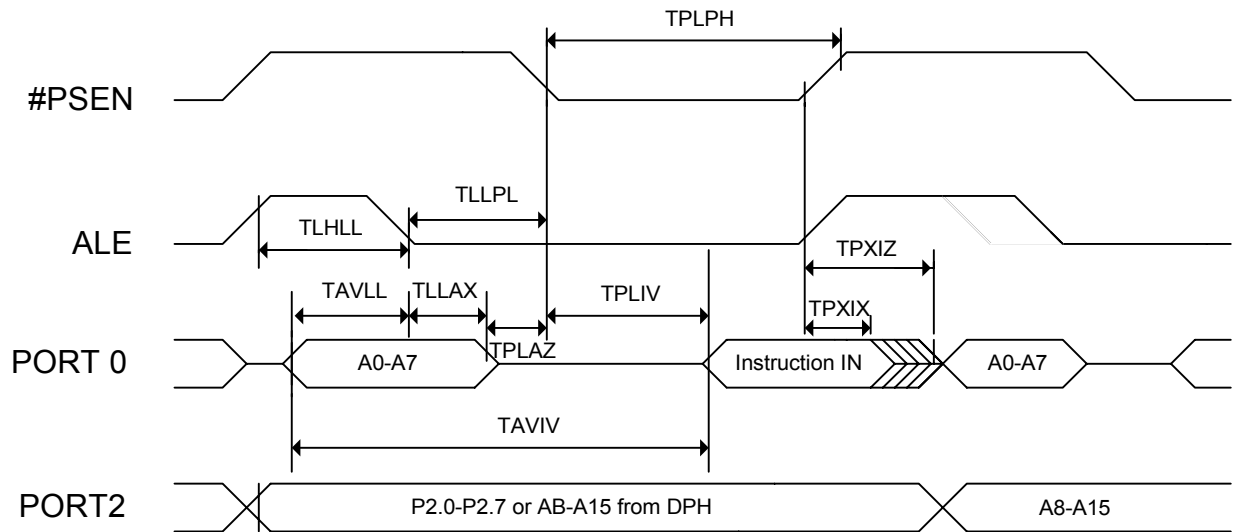 TPLPH
#PSEN
TLLPL
TLHLL
ALE
TPXIZ
TAVLL
TLLAX
TPLIV
TPXIX
TPLAZ
PORT 0
A0-A7
Instruction IN
A0-A7
TAVIV
PORT2
P2.0-P2.7 or AB-A15 from DPH
A8-A15